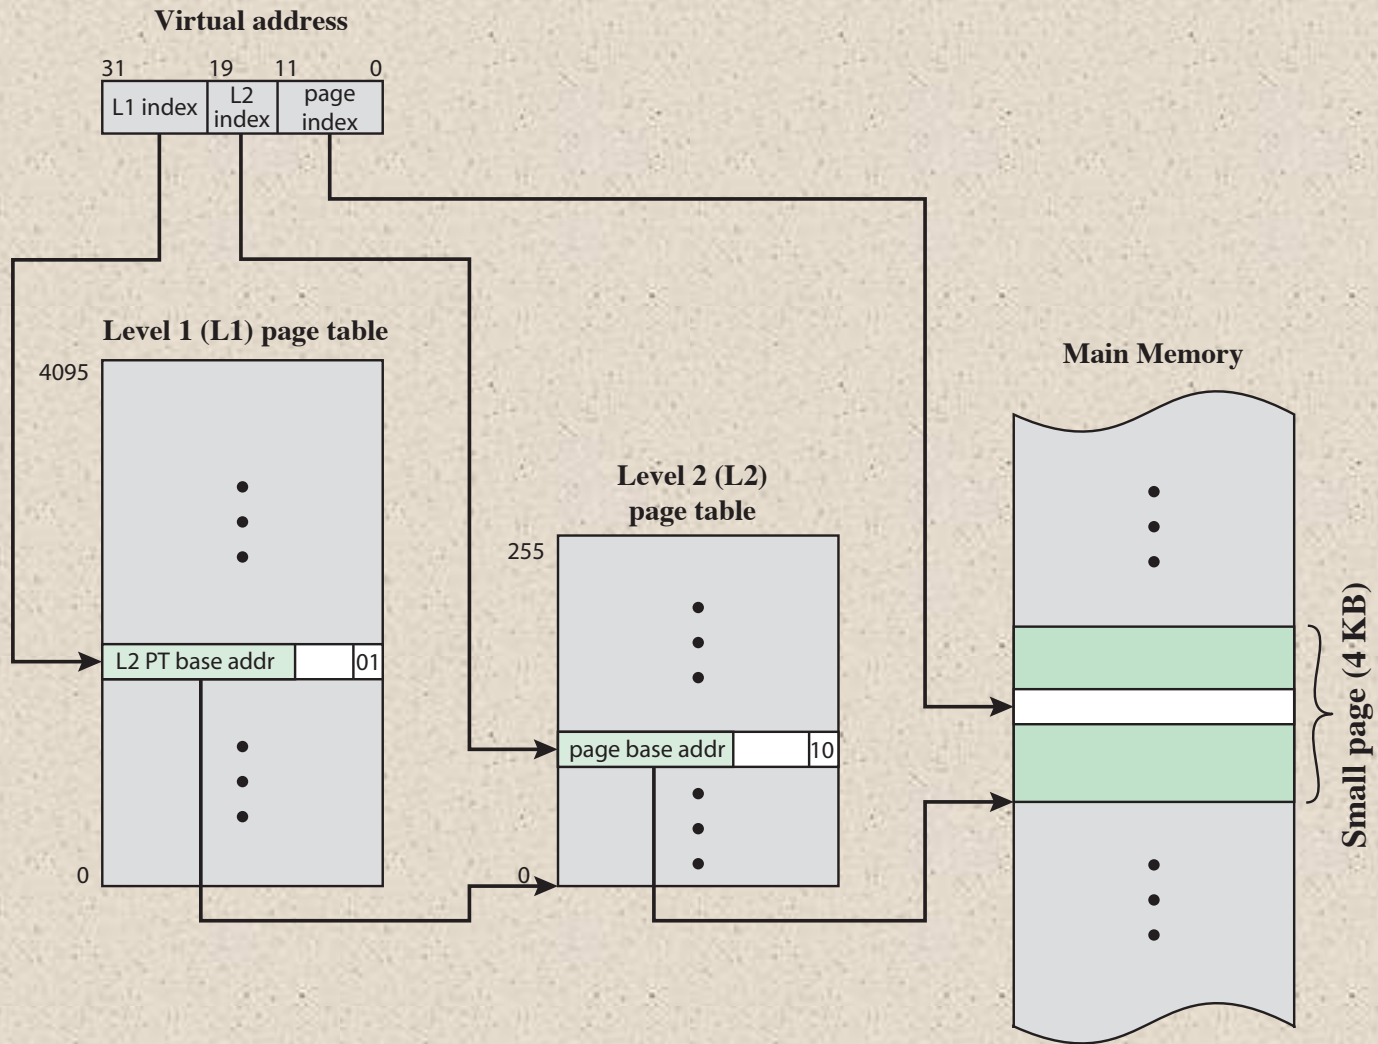 Virtual address
31 19 11 0
L1 index
L2
index
page
index
Level 1 (L1) page table
4095
L2 PT base addr
01
0
Level 2 (L2)
page table
255
page base addr
10
0
Main Memory
Small page (4 KB)